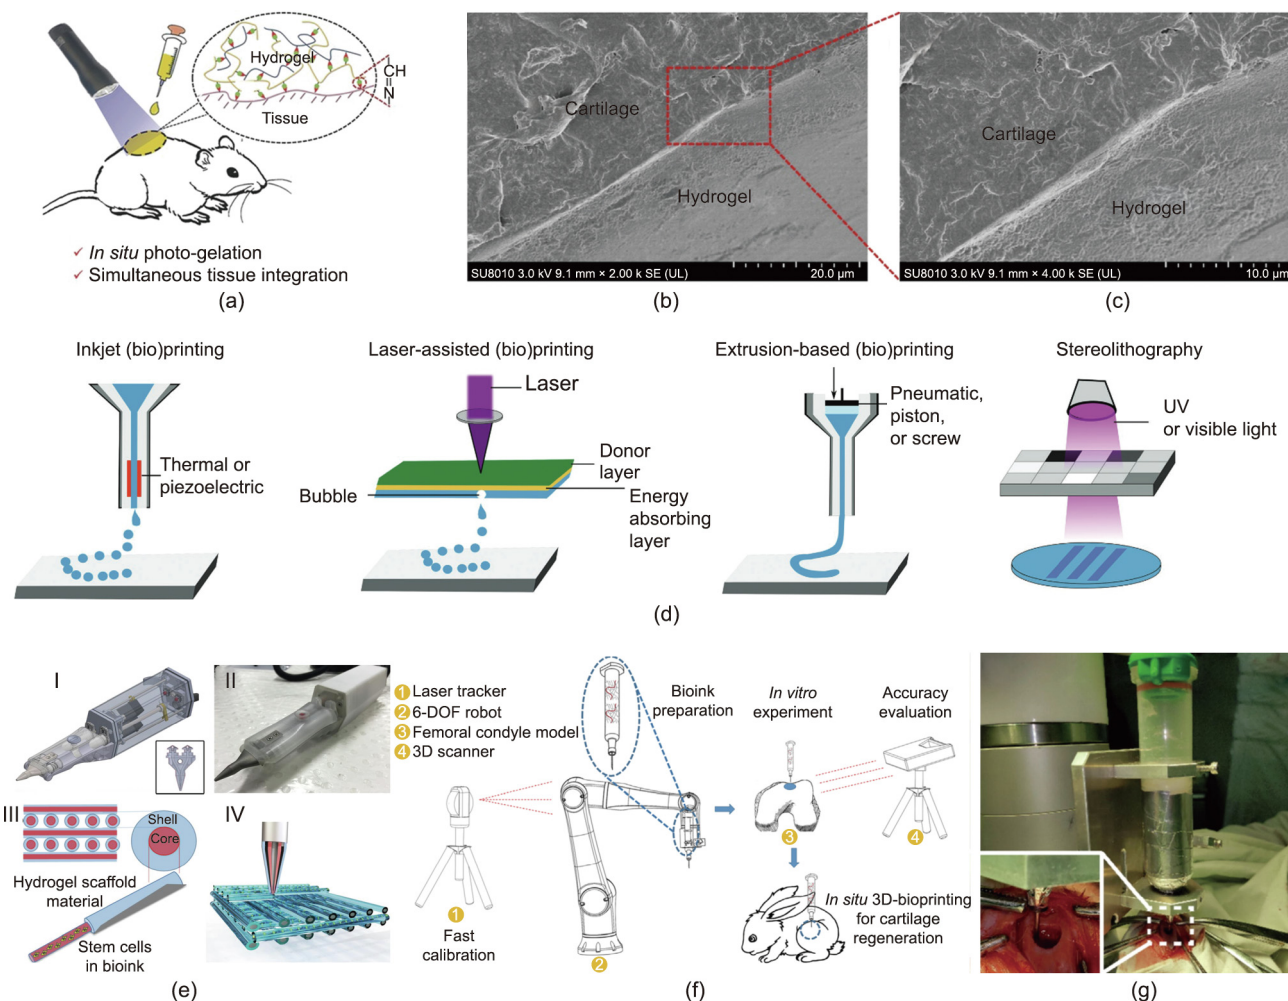 Hydrogel
CH
N
Tissue
✓ In situ photo-gelation
✓ Simultaneous tissue integration
(a)
Cartilage
Hydrogel
SU8010 3.0 kV 9.1 mm × 2.00 k SE (UL)
20.0 μm
(b)
Cartilage
Hydrogel
SU8010 3.0 kV 9.1 mm × 4.00 k SE (UL)
10.0 μm
(c)
Inkjet (bio)printing
Thermal or
piezoelectric
Laser-assisted (bio)printing
Laser
Donor
layer
Bubble
Energy
absorbing
layer
Extrusion-based (bio)printing
Pneumatic,
piston,
or screw
Stereolithography
UV
or visible light
(d)
I
II
III
Shell
Core
Hydrogel scaffold
material
Stem cells
in bioink
IV
(e)
1 Laser tracker
2 6-DOF robot
3 Femoral condyle model
4 3D scanner
Bioink
preparation
In vitro
experiment
Accuracy
evaluation
3
4
1
Fast
calibration
2
In situ 3D-bioprinting
for cartilage
regeneration
(f)
(g)